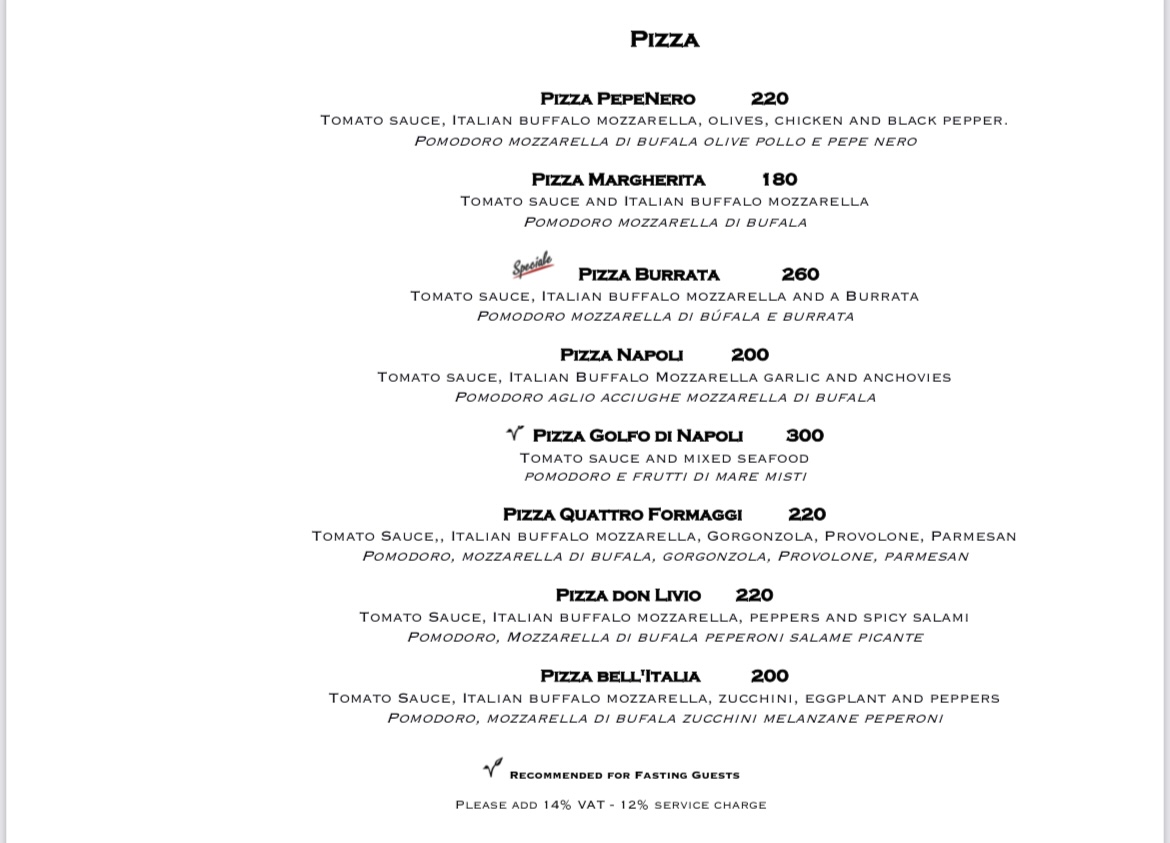 Pizza
Pizza PepeNero 220
Tomato sauce, Italian buffalo mozzarella, olives, chicken and black pepper.
Pomodoro mozzarella di bufala olive pollo e pepe nero
Pizza Margherita 180
Tomato sauce and Italian buffalo mozzarella
Pomodoro mozzarella di bufala
Speciale Pizza Burrata 260
Tomato sauce, Italian buffalo mozzarella and a Burrata
Pomodoro mozzarella di búfala e burrata
Pizza Napoli 200
Tomato sauce, Italian Buffalo Mozzarella garlic and anchovies
Pomodoro aglio acciughe mozzarella di bufala
Pizza Golfo di Napoli 300
Tomato sauce and mixed seafood
pomodoro e frutti di mare misti
Pizza Quattro Formaggi 220
Tomato Sauce,, Italian buffalo mozzarella, Gorgonzola, Provolone, Parmesan
Pomodoro, mozzarella di bufala, gorgonzola, Provolone, parmesan
Pizza don Livio 220
Tomato Sauce, Italian buffalo mozzarella, peppers and spicy salami
Pomodoro, Mozzarella di bufala peperoni salame picante
Pizza bell'Italia 200
Tomato Sauce, Italian buffalo mozzarella, zucchini, eggplant and peppers
Pomodoro, mozzarella di bufala zucchini melanzane peperoni
Recommended for Fasting Guests
Please add 14% VAT - 12% service charge